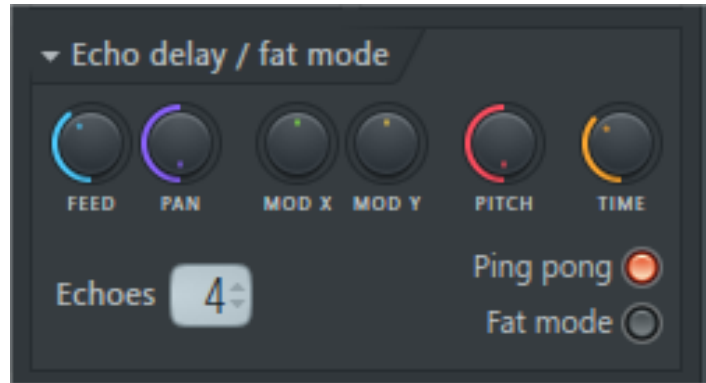 Echo delay / fat mode
FEED PAN MOD X MOD Y PITCH TIME
Echoes 4
Ping pong
Fat mode